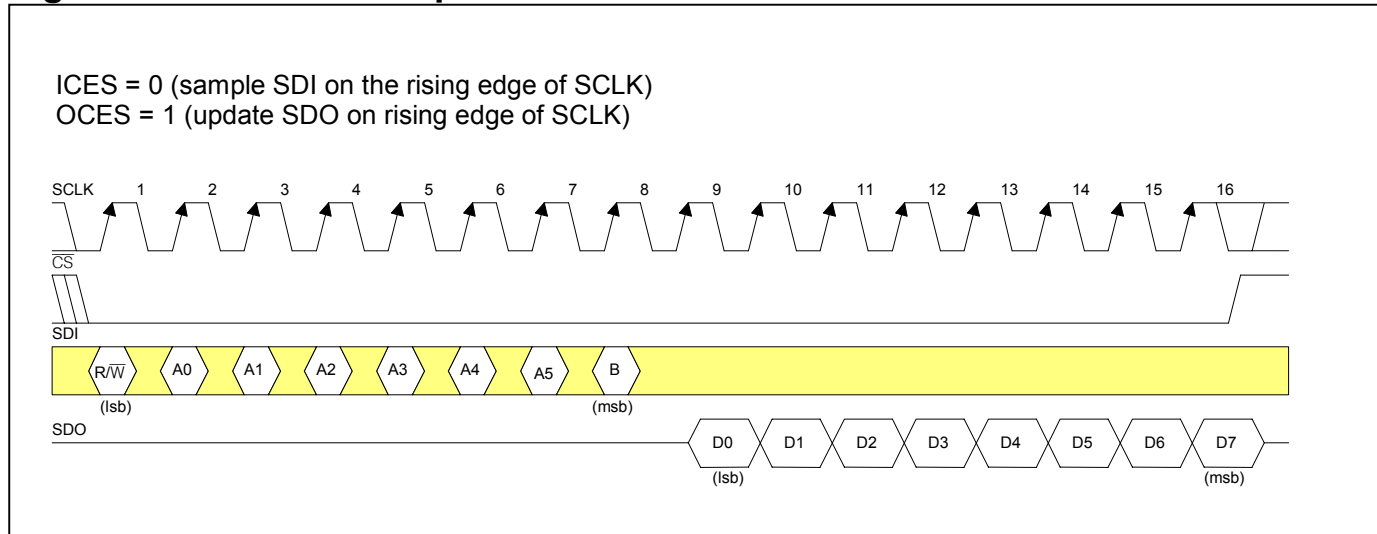 ICES = 0 (sample SDI on the rising edge of SCLK)
OCES = 1 (update SDO on rising edge of SCLK)
SCLK 1 2 3 4 5 6 7 8 9 10 11 12 13 14 15 16
CS
SDI
R/W A0 A1 A2 A3 A4 A5 B
(lsb) (msb)
SDO
D0 D1 D2 D3 D4 D5 D6 D7
(lsb) (msb)